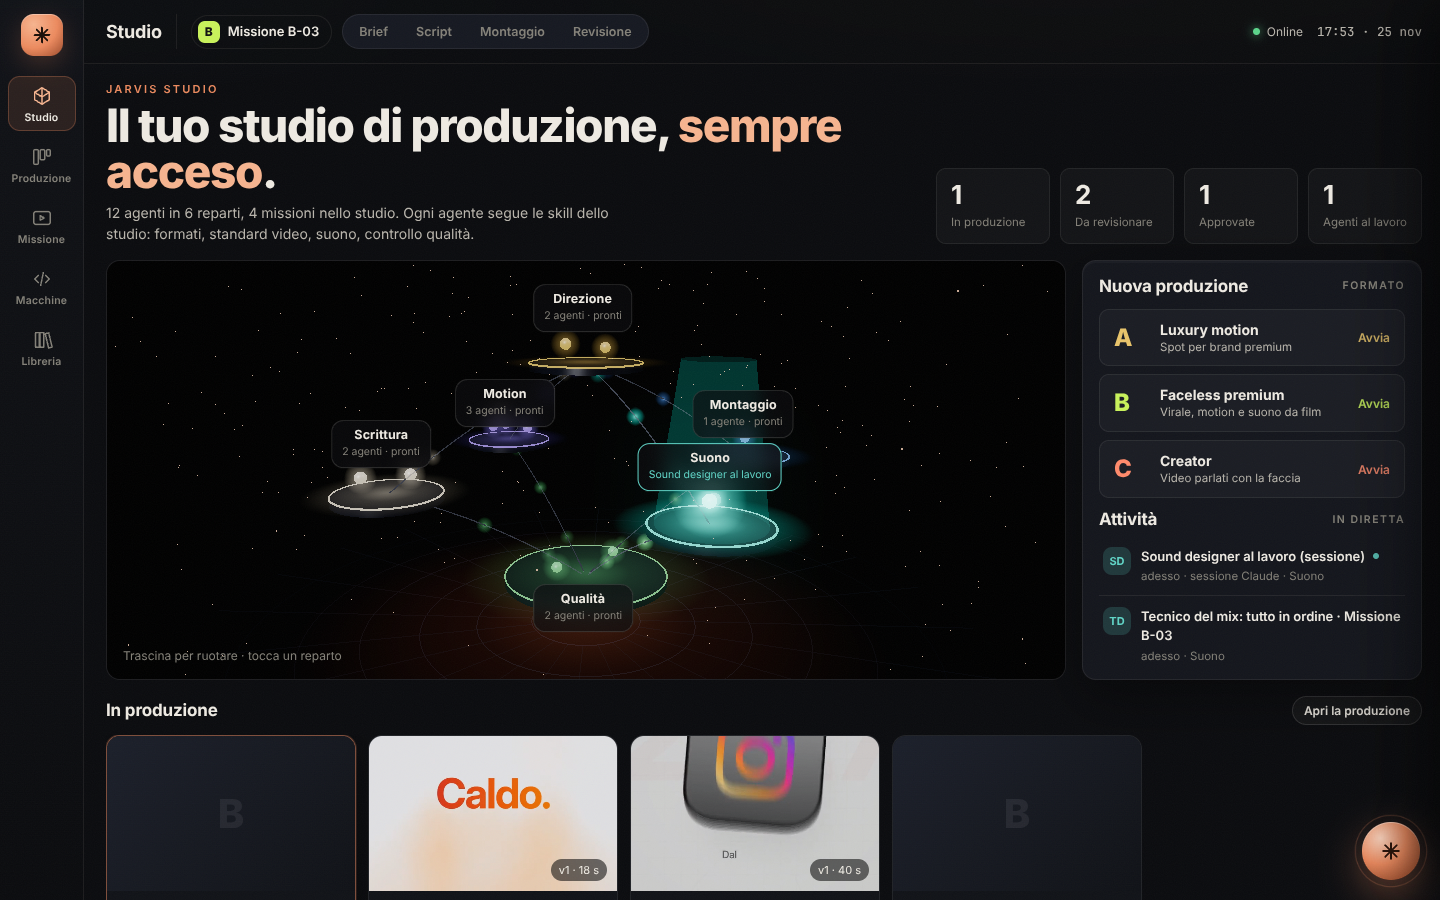 Studio
B Missione B-03
Brief Script Montaggio Revisione
Online 17:53 · 25 nov
Studio
Produzione
Missione
Macchine
Libreria
JARVIS STUDIO
Il tuo studio di produzione, sempre
acceso.
12 agenti in 6 reparti, 4 missioni nello studio. Ogni agente segue le skill dello
studio: formati, standard video, suono, controllo qualità.
1
In produzione
2
Da revisionare
1
Approvate
1
Agenti al lavoro
Direzione
2 agenti · pronti
Motion
3 agenti · pronti
Montaggio
1 agente · pronti
Scrittura
2 agenti · pronti
Suono
Sound designer al lavoro
Qualità
2 agenti · pronti
Trascina per ruotare · tocca un reparto
Nuova produzione FORMATO
A Luxury motion Avvia
Spot per brand premium
B Faceless premium Avvia
Virale, motion e suono da film
C Creator Avvia
Video parlati con la faccia
Attività IN DIRETTA
SD Sound designer al lavoro (sessione)
adesso · sessione Claude · Suono
TD Tecnico del mix: tutto in ordine · Missione
B-03
adesso · Suono
In produzione
Apri la produzione
B
Caldo.
v1 · 18 s
Dal
v1 · 40 s
B